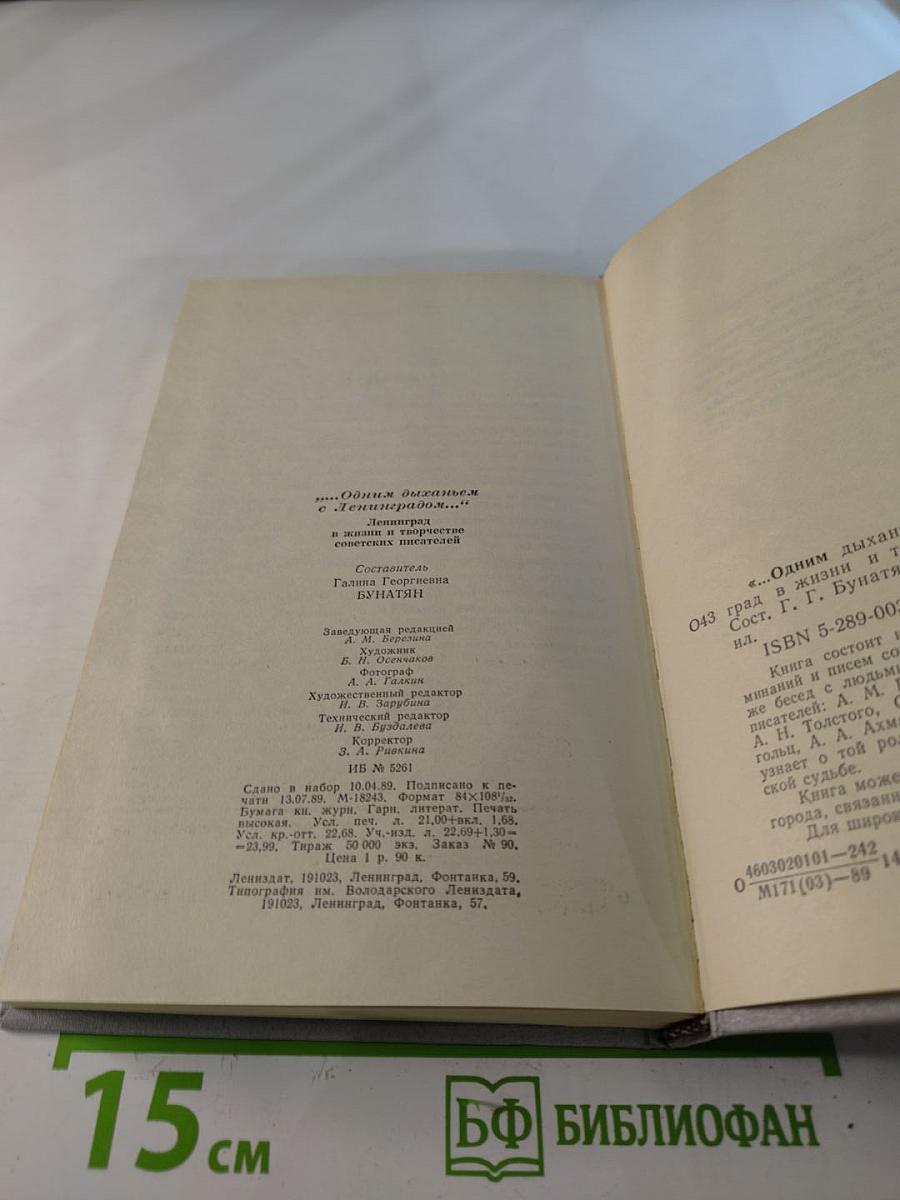 „...Одним дыханьем
с Ленинградом...“
Ленинград
в жизни и творчестве
советских писателей
Составитель
Галина Георгиевна
БУНАТЯН
Заведующая редакцией
А. М. Березина
Художник
Б. Н. Осенчаков
Фотограф
А. А. Галкин
Художественный редактор
И. В. Зарубина
Технический редактор
И. В. Буздалева
Корректор
З. А. Ривкина
ИБ № 5261
Сдано в набор 10.04.89. Подписано к пе-
чати 13.07.89. М-18243. Формат 84×108¹/₃₂.
Бумага кн. журн. Гарн. литерат. Печать
высокая. Усл. печ. л. 21,00+вкл. 1,68.
Усл. кр.-отт. 22,68. Уч.-изд. л. 22,69+1,30=
=23,99. Тираж 50 000 экз. Заказ № 90.
Цена 1 р. 90 к.
Лениздат, 191023, Ленинград, Фонтанка, 59.
Типография им. Володарского Лениздата,
191023, Ленинград, Фонтанка, 57.
«...Одним дыхан
О43 град в жизни и т
Сост. Г. Г. Бунатя
ил.
ISBN 5-289-003
Книга состоит и
минаний и писем со
же бесед с людьм
писателей: А. М.
А. Н. Толстого,
гольц, А. А. Ахм
узнает о той рол
ской судьбе.
Книга може
города, связанн
Для широк
О 4603020101—242
М171(03)—89 14
15 см
БФ БИБЛИОФАН